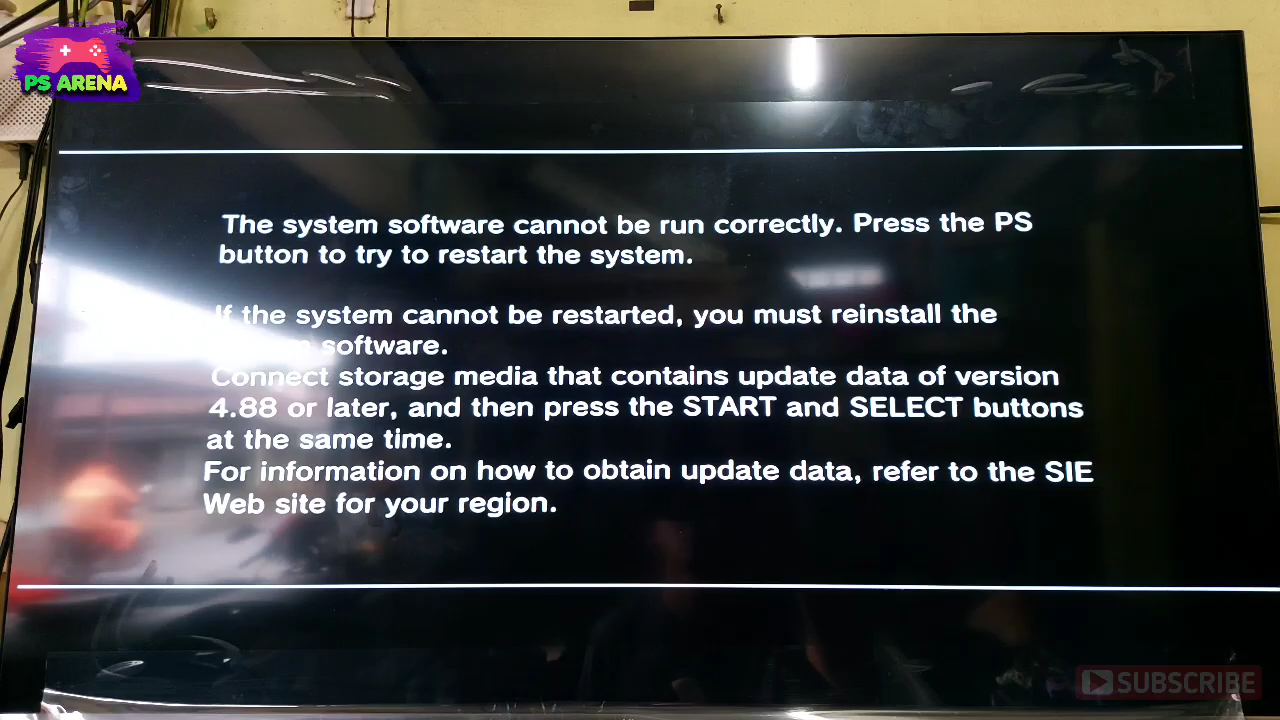 PS ARENA
The system software cannot be run correctly. Press the PS
button to try to restart the system.
If the system cannot be restarted, you must reinstall the
software.
Connect storage media that contains update data of version
4.88 or later, and then press the START and SELECT buttons
at the same time.
For information on how to obtain update data, refer to the SIE
Web site for your region.
SUBSCRIBE